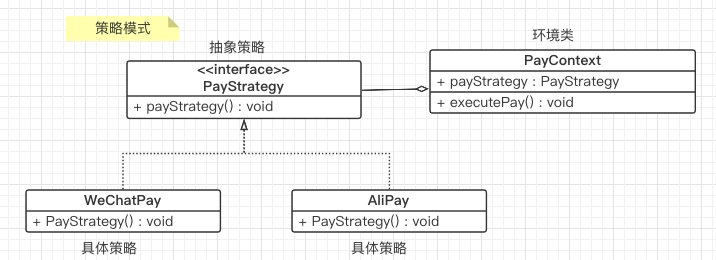 策略模式
抽象策略
环境类
<<interface>>
PayStrategy
+ payStrategy() : void
PayContext
+ payStrategy : PayStrategy
+ executePay() : void
WeChatPay
+ PayStrategy() : void
AliPay
+ PayStrategy() : void
具体策略
具体策略